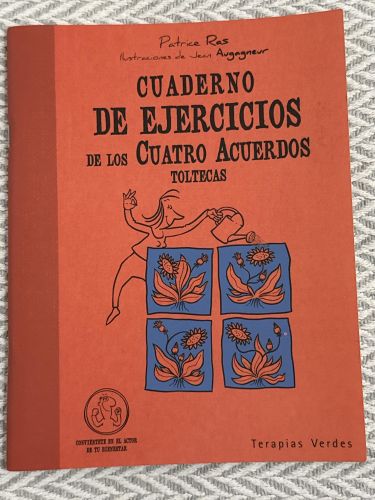 Patrice Ras
Ilustraciones de Jean Augagneur
CUADERNO
DE EJERCICIOS
DE LOS CUATRO ACUERDOS
TOLTECAS
CONVIÉRTETE EN EL ACTOR
DE TU BIENESTAR
Terapias Verdes